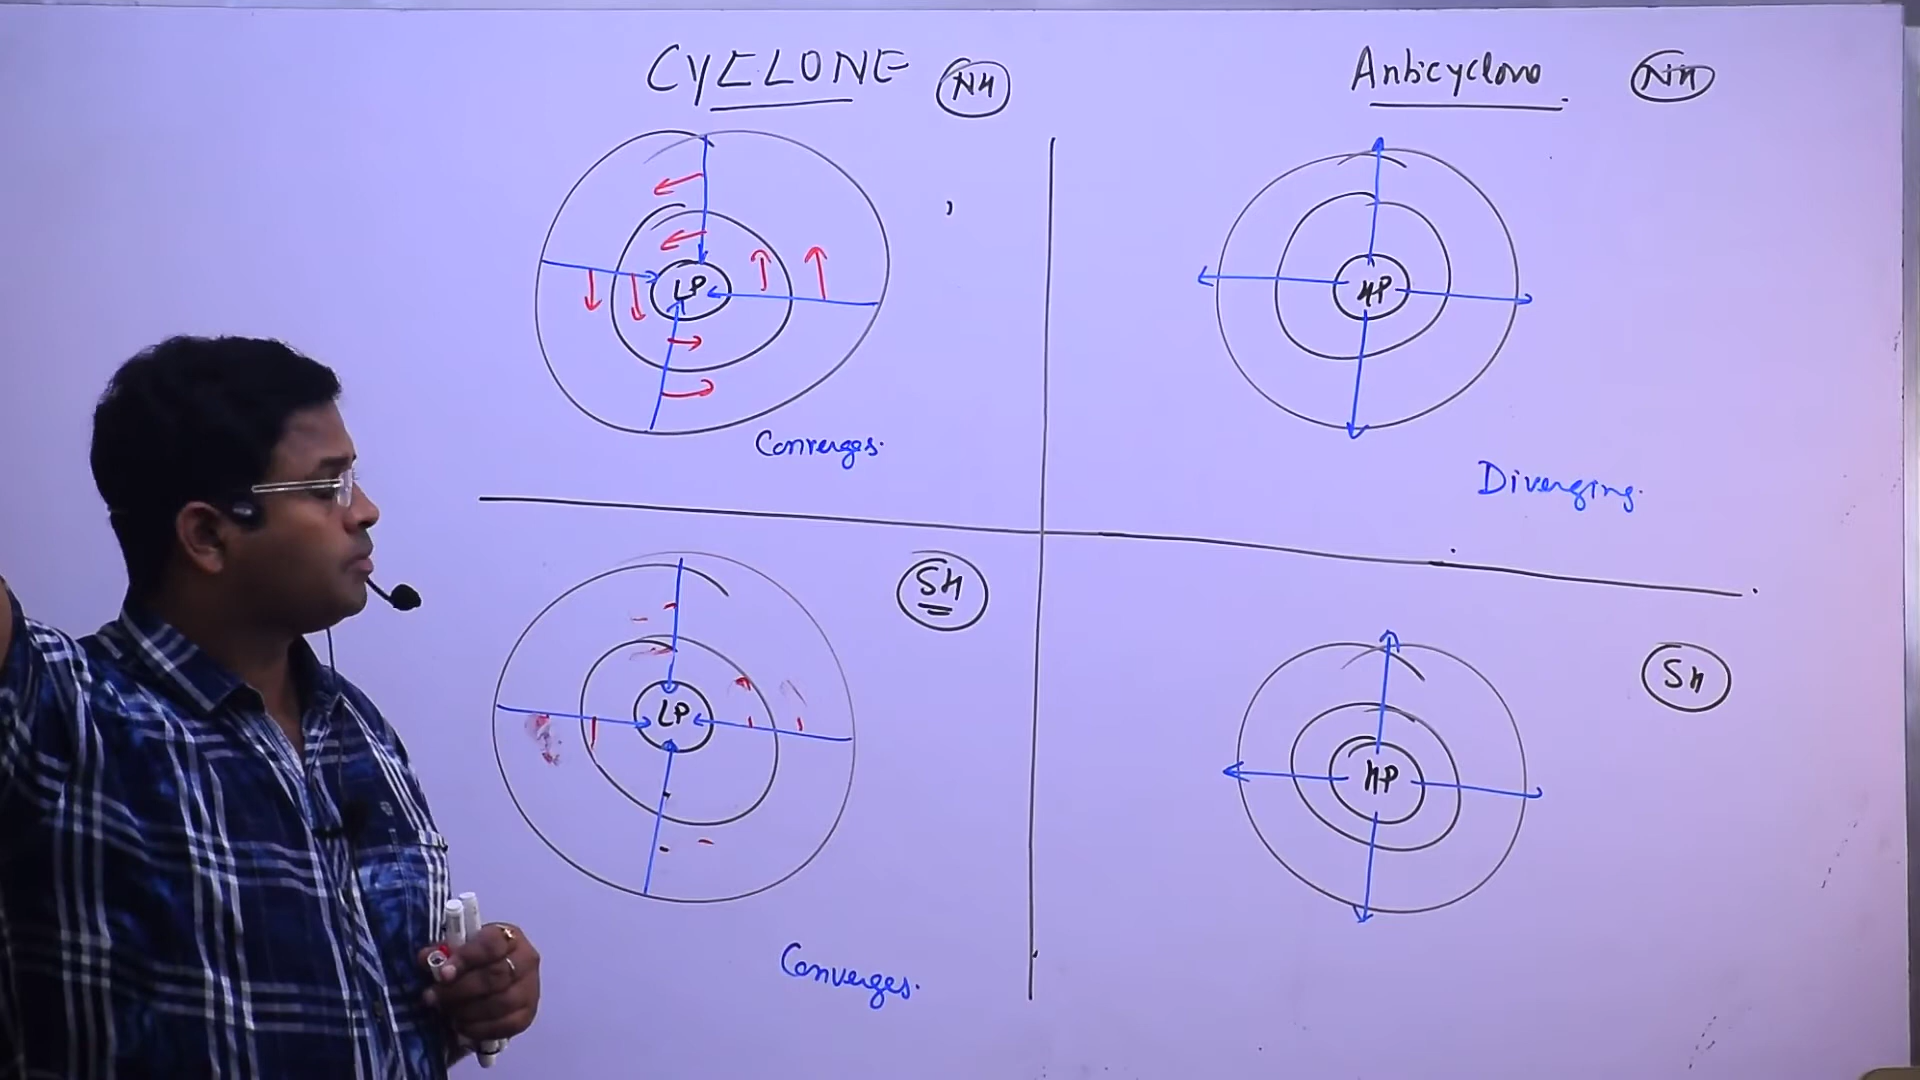 CYCLONE NH
Anticyclone NH
LP
HP
Converges.
Diverging.
SH
SH
LP
HP
Converges.